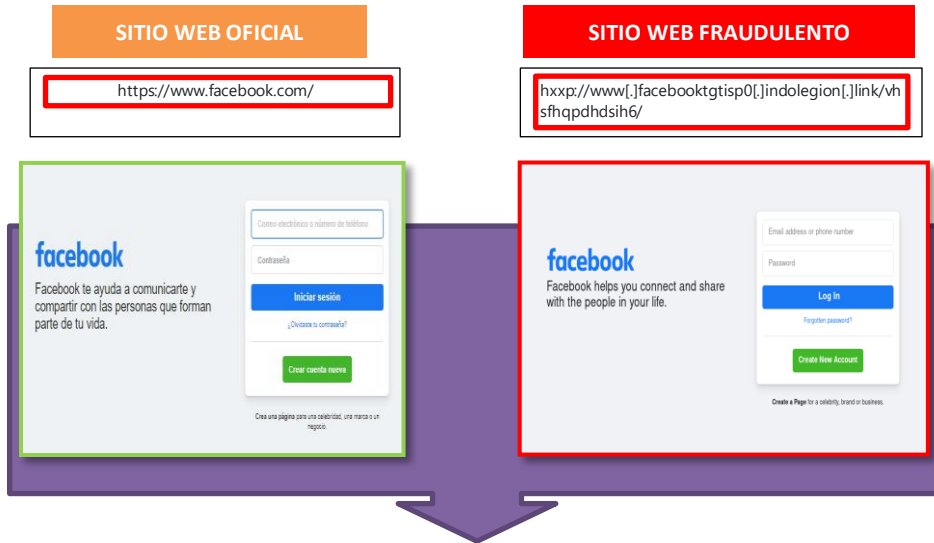 SITIO WEB OFICIAL
SITIO WEB FRAUDULENTO
https://www.facebook.com/
hxxp://www[.]facebooktgtisp0[.]indolegion[.]link/vh
sfhqpdhdsih6/
Correo electrónico o número de teléfono
Contraseña
facebook
Facebook te ayuda a comunicarte y
compartir con las personas que forman
parte de tu vida.
Iniciar sesión
¿Olvidaste tu contraseña?
Crear cuenta nueva
Crea una página para una celebridad, una marca o un
negocio.
Email address or phone number
Password
facebook
Facebook helps you connect and share
with the people in your life.
Log In
Forgotten password?
Create New Account
Create a Page for a celebrity, brand or business.